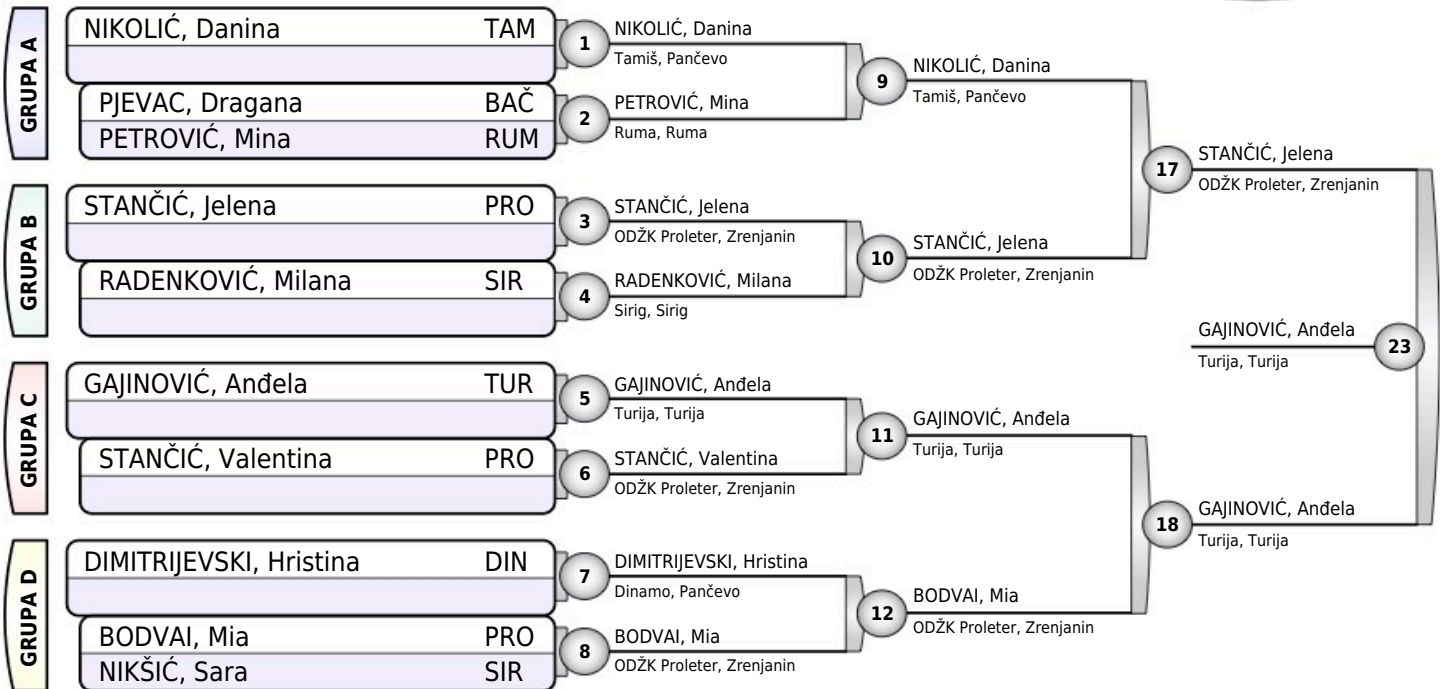 GRUPA A
NIKOLIĆ, Danina TAM
PJEVAC, Dragana BAČ
PETROVIĆ, Mina RUM
1
NIKOLIĆ, Danina
Tamiš, Pančevo
2
PETROVIĆ, Mina
Ruma, Ruma
9
NIKOLIĆ, Danina
Tamiš, Pančevo
GRUPA B
STANČIĆ, Jelena PRO
RADENKOVIĆ, Milana SIR
3
STANČIĆ, Jelena
ODŽK Proleter, Zrenjanin
4
RADENKOVIĆ, Milana
Sirig, Sirig
10
STANČIĆ, Jelena
ODŽK Proleter, Zrenjanin
17
STANČIĆ, Jelena
ODŽK Proleter, Zrenjanin
GRUPA C
GAJINOVIĆ, Anđela TUR
STANČIĆ, Valentina PRO
5
GAJINOVIĆ, Anđela
Turija, Turija
6
STANČIĆ, Valentina
ODŽK Proleter, Zrenjanin
11
GAJINOVIĆ, Anđela
Turija, Turija
GRUPA D
DIMITRIJEVSKI, Hristina DIN
BODVAI, Mia PRO
NIKŠIĆ, Sara SIR
7
DIMITRIJEVSKI, Hristina
Dinamo, Pančevo
8
BODVAI, Mia
ODŽK Proleter, Zrenjanin
12
BODVAI, Mia
ODŽK Proleter, Zrenjanin
18
GAJINOVIĆ, Anđela
Turija, Turija
GAJINOVIĆ, Anđela
Turija, Turija
23